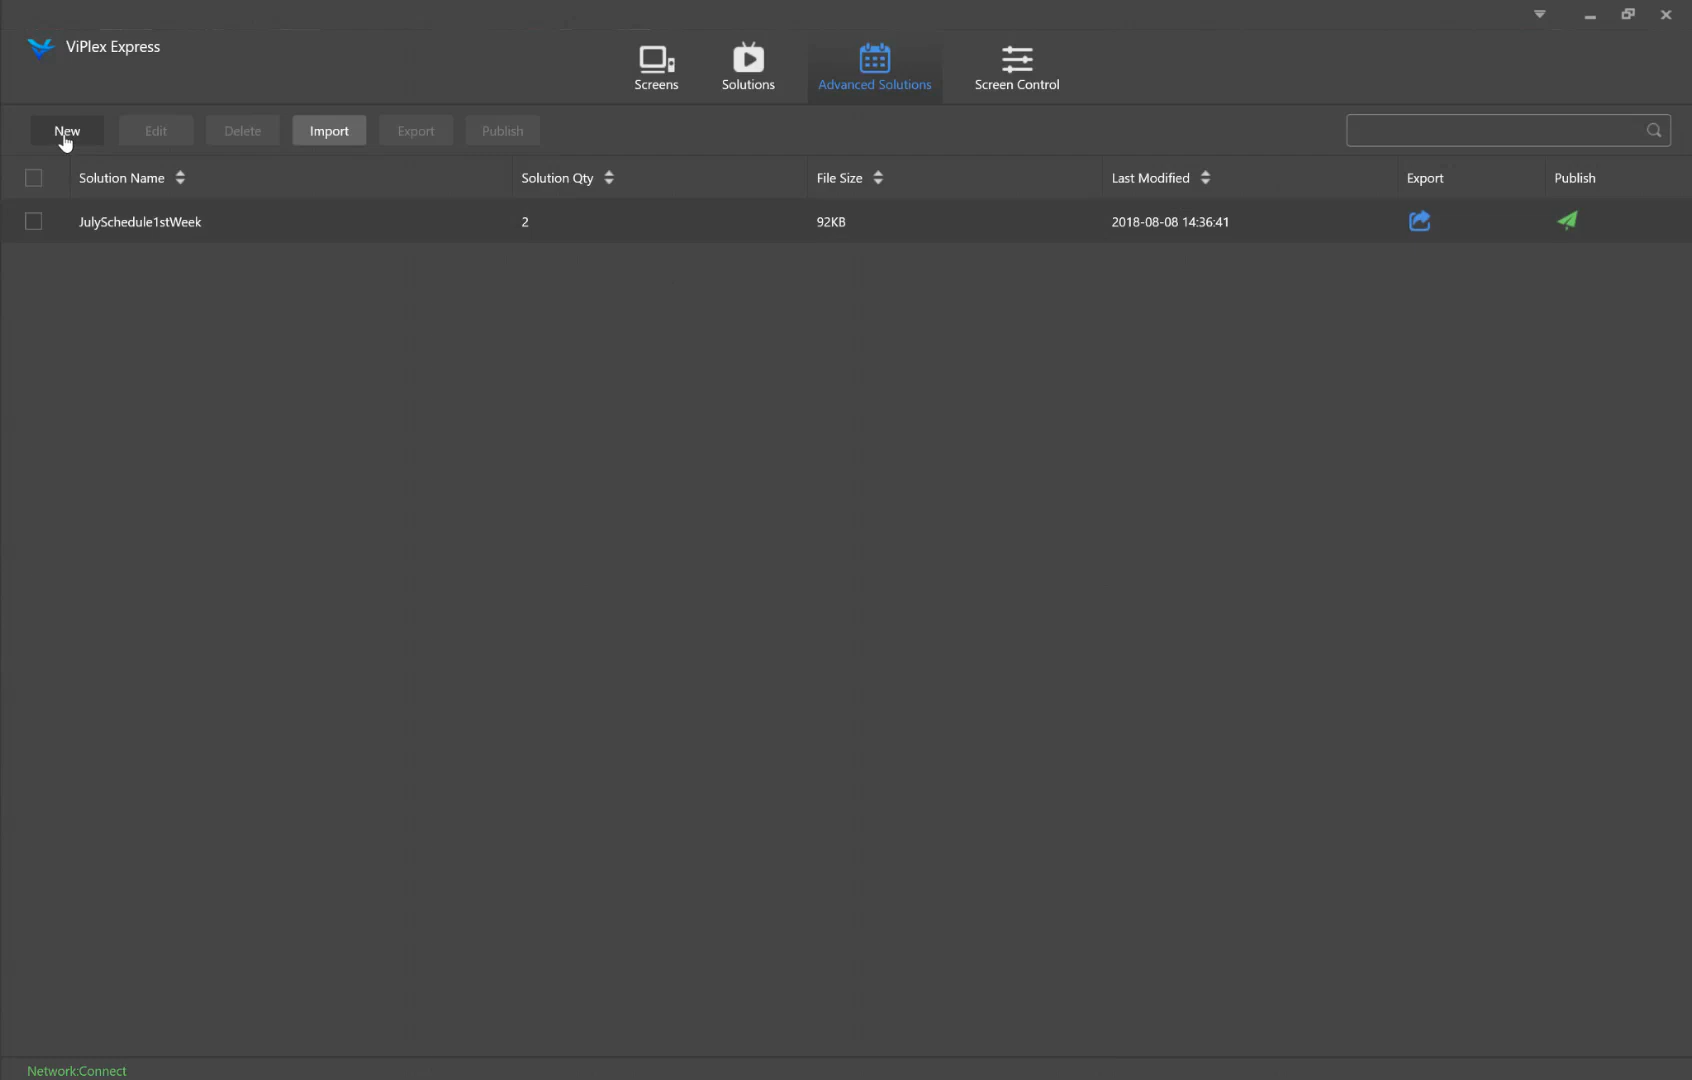 ViPlex Express
Screens
Solutions
Advanced Solutions
Screen Control
New
Edit
Delete
Import
Export
Publish
Solution Name
Solution Qty
File Size
Last Modified
Export
Publish
JulySchedule1stWeek
2
92KB
2018-08-08 14:36:41
Network:Connect